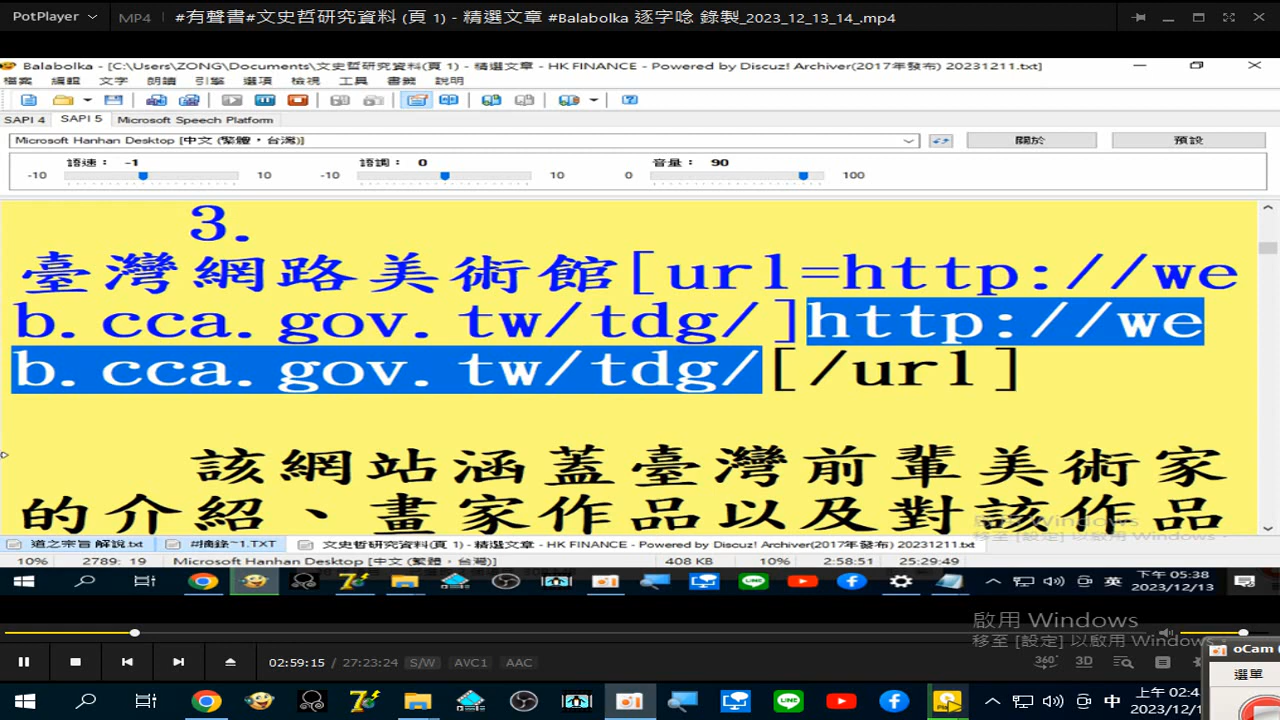 PotPlayer
MP4
#有聲書#文史哲研究資料 (頁 1) - 精選文章 #Balabolka 逐字唸 錄製_2023_12_13_14_.mp4
Balabolka - [C:\Users\ZONG\Documents\文史哲研究資料(頁 1) - 精選文章 - HK FINANCE - Powered by Discuz! Archiver(2017年發布) 20231211.txt]
檔案 編輯 文字 朗讀 引擎 選項 檢視 工具 書籤 說明
SAPI 4 SAPI 5 Microsoft Speech Platform
Microsoft Hanhan Desktop [中文 (繁體，台灣)]
關於 預設
語速： -1 語調： 0 音量： 90
-10 10 -10 10 0 100
3.
臺灣網路美術館[url=http://we
b.cca.gov.tw/tdg/]http://we
b.cca.gov.tw/tdg/[/url]
該網站涵蓋臺灣前輩美術家
的介紹、畫家作品以及對該作品
道之宗旨 解說.txt #摘錄~1.TXT 文史哲研究資料(頁 1) - 精選文章 - HK FINANCE - Powered by Discuz! Archiver(2017年發布) 20231211.txt
10% 2789: 19 Microsoft Hanhan Desktop [中文 (繁體，台灣)] 408 KB 10% 2:58:51 25:29:49
英 下午 05:38
2023/12/13
啟用 Windows
移至 [設定] 以啟用 Windows。
02:59:15 / 27:23:24 S/W AVC1 AAC
360° 3D
oCam
選單
中 上午 02:4
2023/12/1